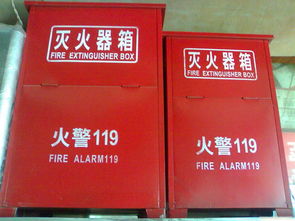 灭火器箱
FIRE EXTINGUISHER BOX
火警119
FIRE ALARM119
灭火器箱
FIRE EXTINGUISHER BOX
火警119
FIRE ALARM119